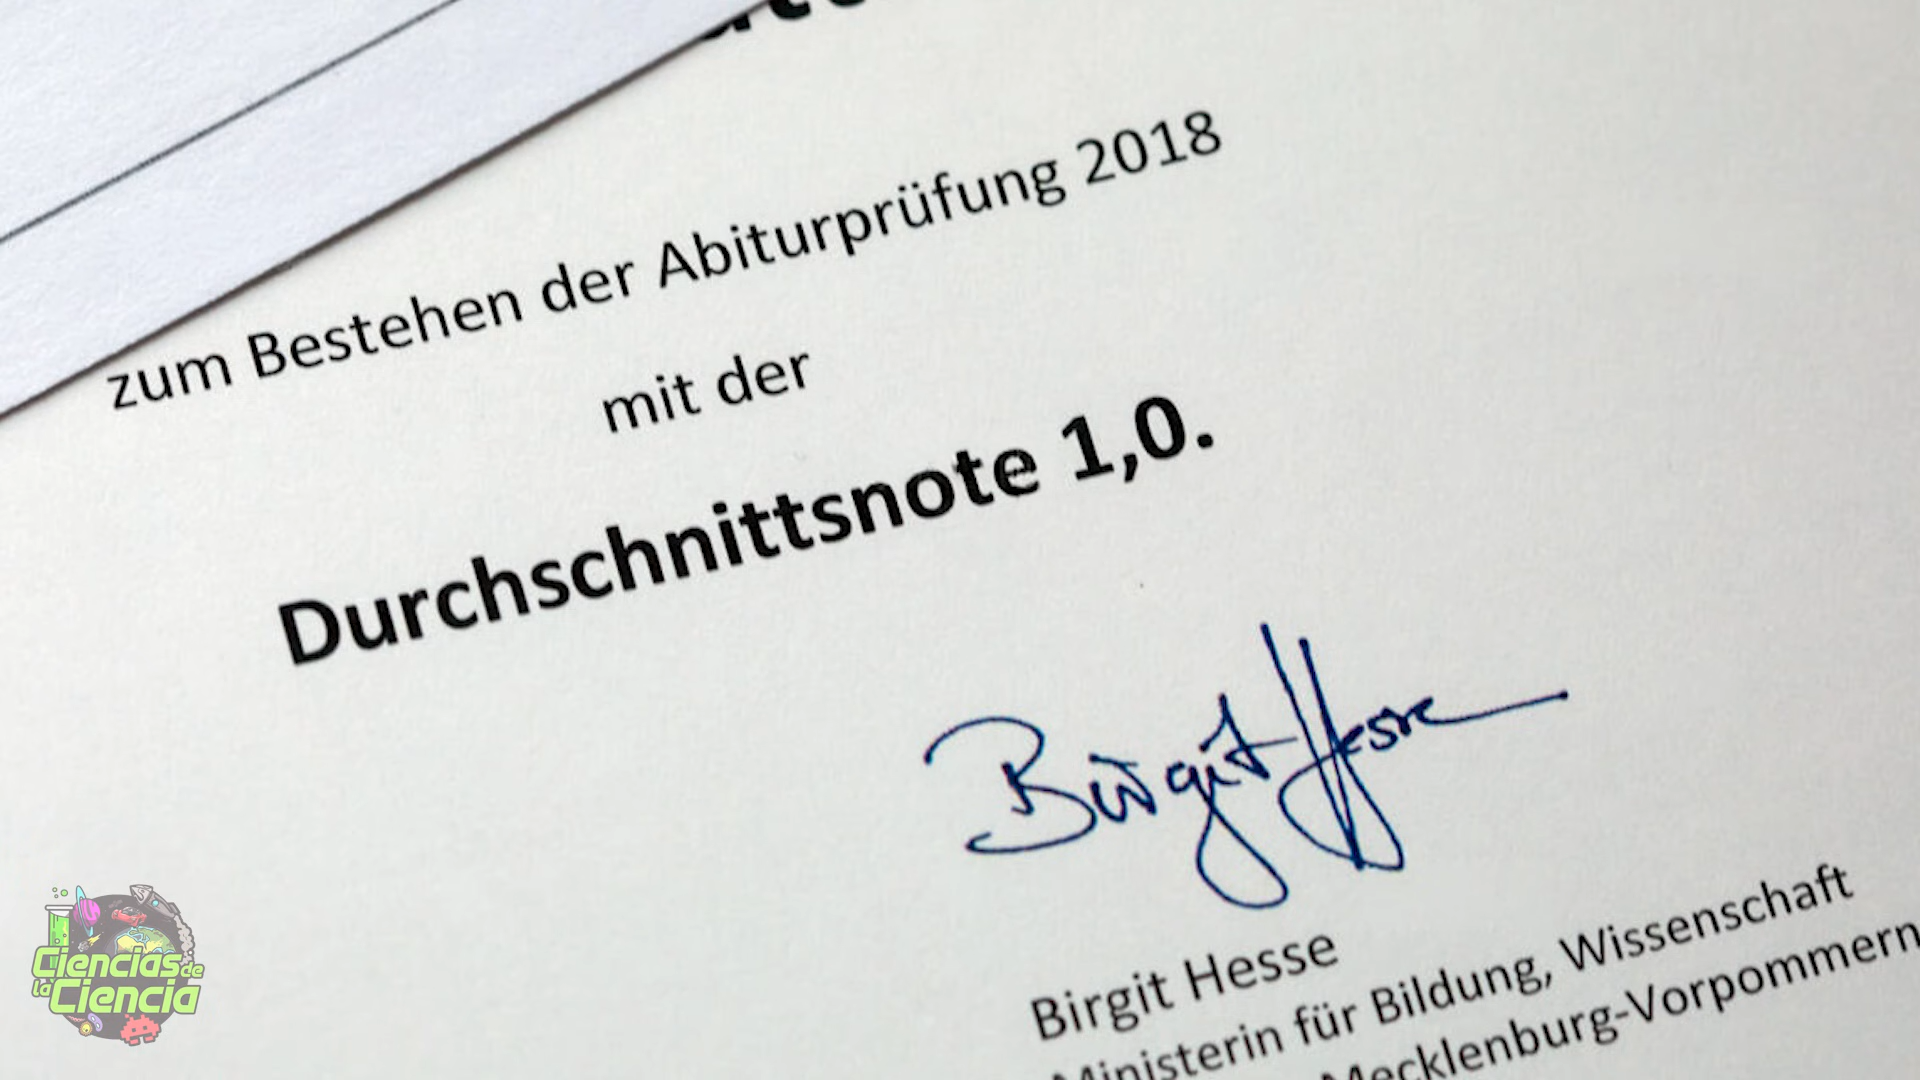 zum Bestehen der Abiturprüfung 2018
mit der
Durchschnittsnote 1,0.
Birgit Hesse
Birgit Hesse
Ministerin für Bildung, Wissenschaft
Mecklenburg-Vorpommern
Ciencias de
la Ciencia